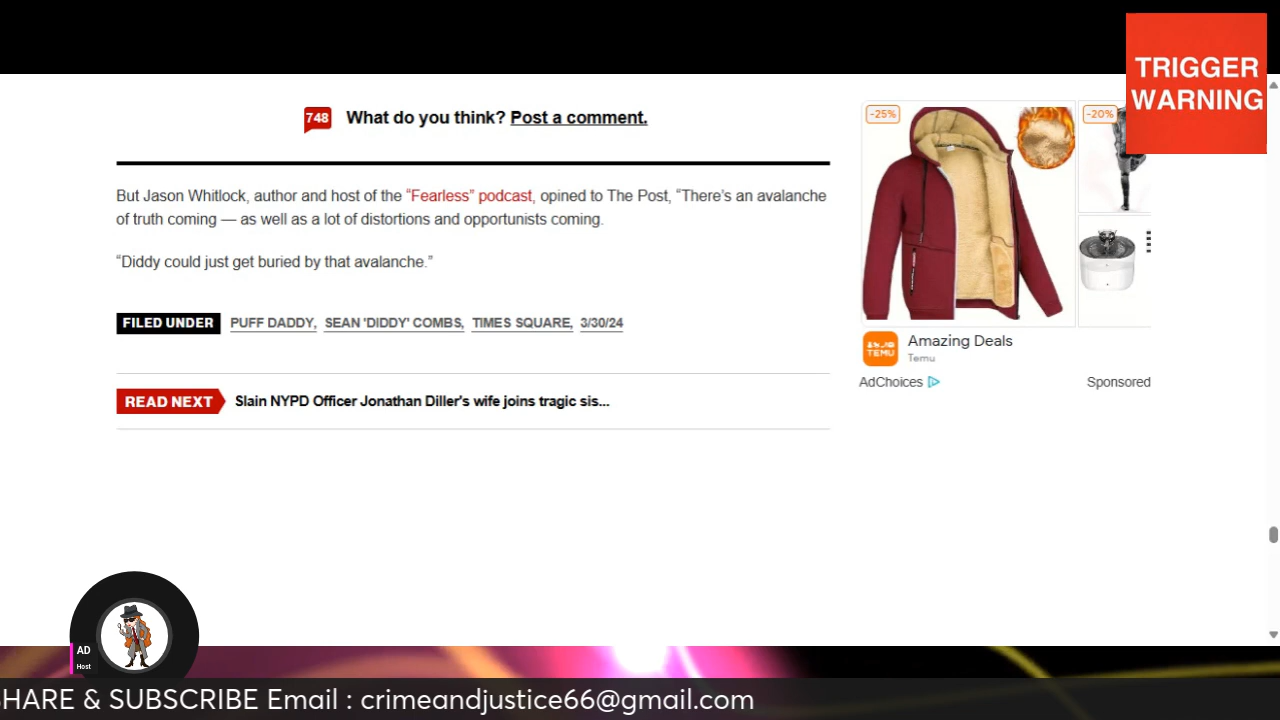 TRIGGER
WARNING
748 What do you think? Post a comment.
But Jason Whitlock, author and host of the “Fearless” podcast, opined to The Post, “There’s an avalanche
of truth coming — as well as a lot of distortions and opportunists coming.
“Diddy could just get buried by that avalanche.”
FILED UNDER PUFF DADDY, SEAN 'DIDDY' COMBS, TIMES SQUARE, 3/30/24
READ NEXT Slain NYPD Officer Jonathan Diller's wife joins tragic sis...
-25%
-20%
TEMU
Amazing Deals
Temu
AdChoices
Sponsored
AD
Host
SHARE & SUBSCRIBE Email : crimeandjustice66@gmail.com